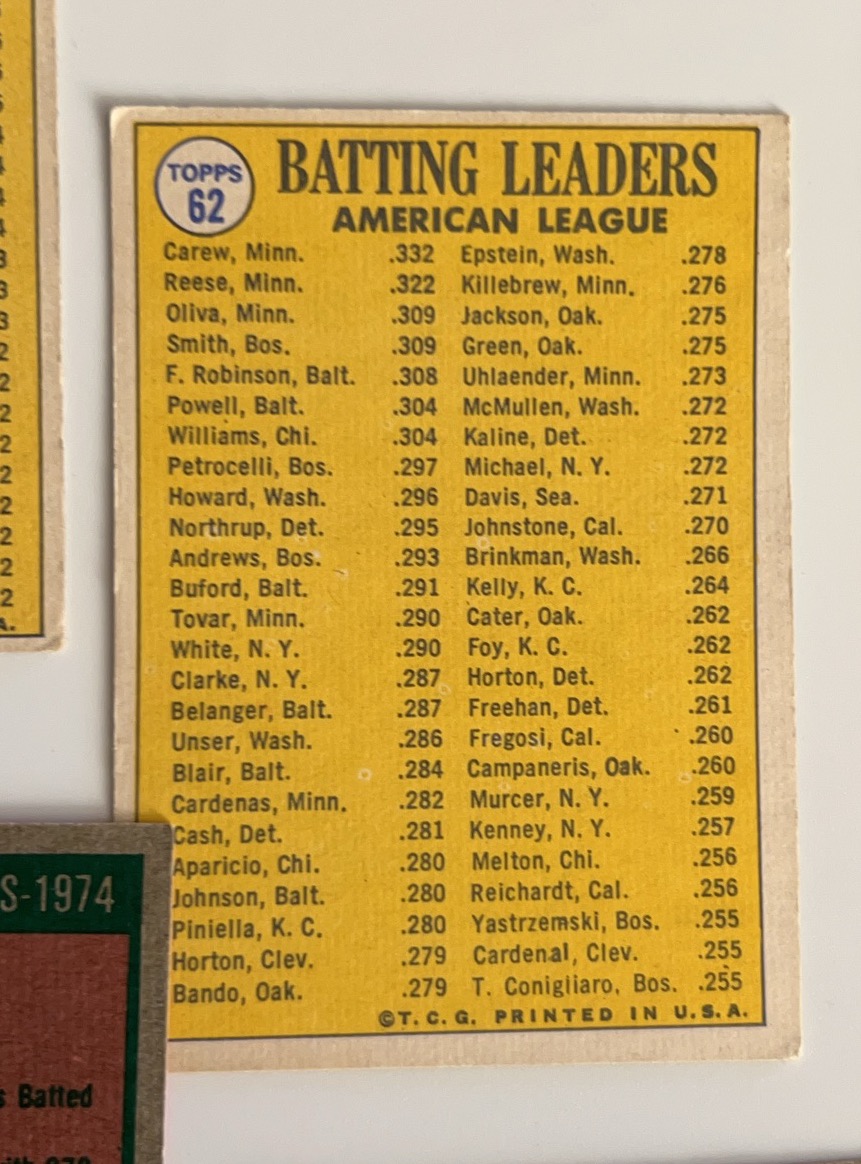 TOPPS
62
BATTING LEADERS
AMERICAN LEAGUE
Carew, Minn. .332 Epstein, Wash. .278
Reese, Minn. .322 Killebrew, Minn. .276
Oliva, Minn. .309 Jackson, Oak. .275
Smith, Bos. .309 Green, Oak. .275
F. Robinson, Balt. .308 Uhlaender, Minn. .273
Powell, Balt. .304 McMullen, Wash. .272
Williams, Chi. .304 Kaline, Det. .272
Petrocelli, Bos. .297 Michael, N. Y. .272
Howard, Wash. .296 Davis, Sea. .271
Northrup, Det. .295 Johnstone, Cal. .270
Andrews, Bos. .293 Brinkman, Wash. .266
Buford, Balt. .291 Kelly, K. C. .264
Tovar, Minn. .290 Cater, Oak. .262
White, N. Y. .290 Foy, K. C. .262
Clarke, N. Y. .287 Horton, Det. .262
Belanger, Balt. .287 Freehan, Det. .261
Unser, Wash. .286 Fregosi, Cal. .260
Blair, Balt. .284 Campaneris, Oak. .260
Cardenas, Minn. .282 Murcer, N. Y. .259
Cash, Det. .281 Kenney, N. Y. .257
Aparicio, Chi. .280 Melton, Chi. .256
Johnson, Balt. .280 Reichardt, Cal. .256
Piniella, K. C. .280 Yastrzemski, Bos. .255
Horton, Clev. .279 Cardenal, Clev. .255
Bando, Oak. .279 T. Conigliaro, Bos. .255
©T. C. G. PRINTED IN U. S. A.
S-1974
Batted